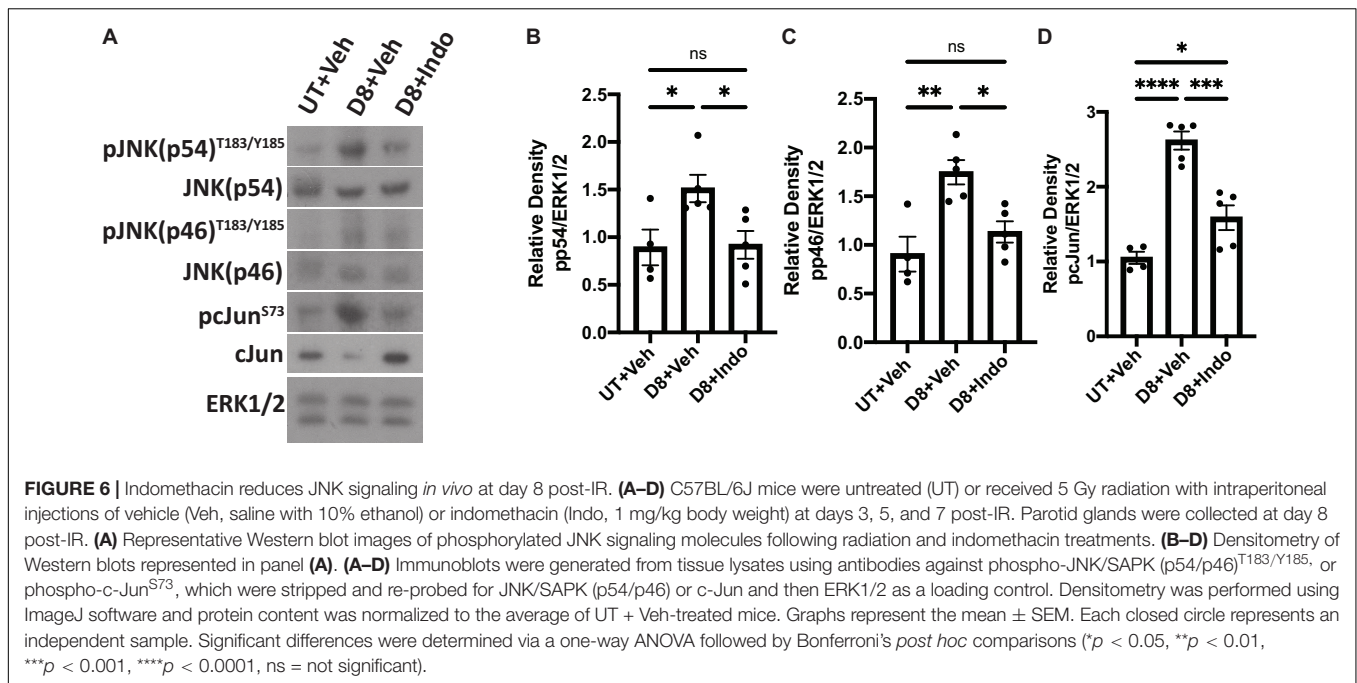 A
UT+Veh
D8+Veh
D8+Indo
pJNK(p54)T183/Y185
JNK(p54)
pJNK(p46)T183/Y185
JNK(p46)
pcJunS73
cJun
ERK1/2
B
ns
* *
Relative Density
pp54/ERK1/2
2.5
2.0
1.5
1.0
0.5
0.0
UT+Veh
D8+Veh
D8+Indo
C
ns
** *
Relative Density
pp46/ERK1/2
2.5
2.0
1.5
1.0
0.5
0.0
UT+Veh
D8+Veh
D8+Indo
D
*
**** ***
Relative Density
pcJun/ERK1/2
3
2
1
0
UT+Veh
D8+Veh
D8+Indo
FIGURE 6 | Indomethacin reduces JNK signaling in vivo at day 8 post-IR. (A–D) C57BL/6J mice were untreated (UT) or received 5 Gy radiation with intraperitoneal
injections of vehicle (Veh, saline with 10% ethanol) or indomethacin (Indo, 1 mg/kg body weight) at days 3, 5, and 7 post-IR. Parotid glands were collected at day 8
post-IR. (A) Representative Western blot images of phosphorylated JNK signaling molecules following radiation and indomethacin treatments. (B–D) Densitometry of
Western blots represented in panel (A). (A–D) Immunoblots were generated from tissue lysates using antibodies against phospho-JNK/SAPK (p54/p46)T183/Y185, or
phospho-c-JunS73, which were stripped and re-probed for JNK/SAPK (p54/p46) or c-Jun and then ERK1/2 as a loading control. Densitometry was performed using
ImageJ software and protein content was normalized to the average of UT + Veh-treated mice. Graphs represent the mean ± SEM. Each closed circle represents an
independent sample. Significant differences were determined via a one-way ANOVA followed by Bonferroni's post hoc comparisons (*p < 0.05, **p < 0.01,
***p < 0.001, ****p < 0.0001, ns = not significant).